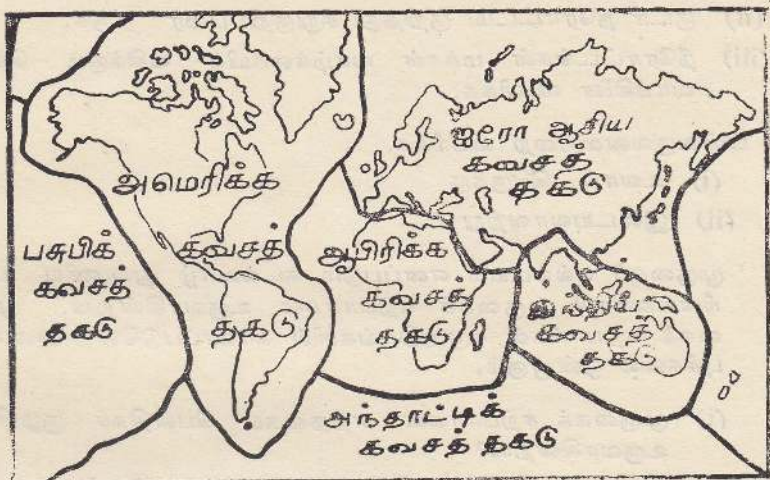 ஐரோ ஆசிய
கவசத்
தகடு
அமெரிக்க
கவசத்
தகடு
பசுபிக்
கவசத்
தகடு
ஆபிரிக்க
கவசத்
தகடு
இந்திய
கவசத்
தகடு
அந்தாட்டிக்
கவசத் தகடு